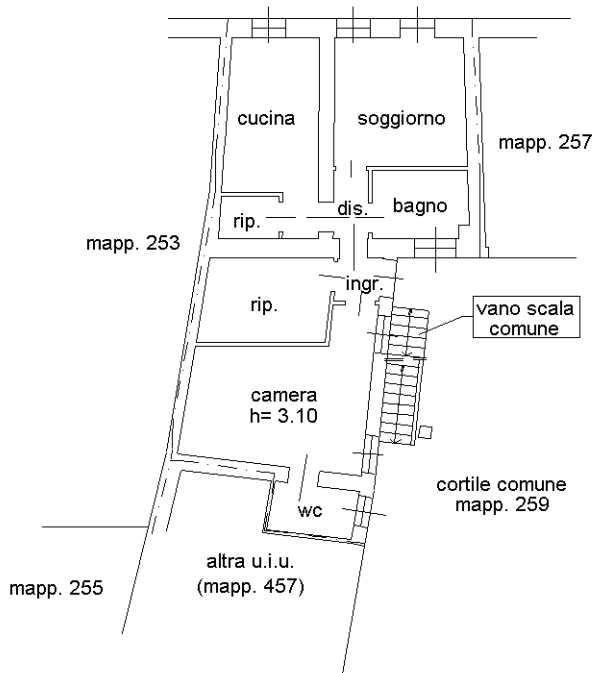 cucina
soggiorno
mapp. 257
rip.
dis.
bagno
mapp. 253
ingr.
rip.
vano scala
comune
camera
h= 3.10
cortile comune
mapp. 259
wc
altra u.i.u.
(mapp. 457)
mapp. 255